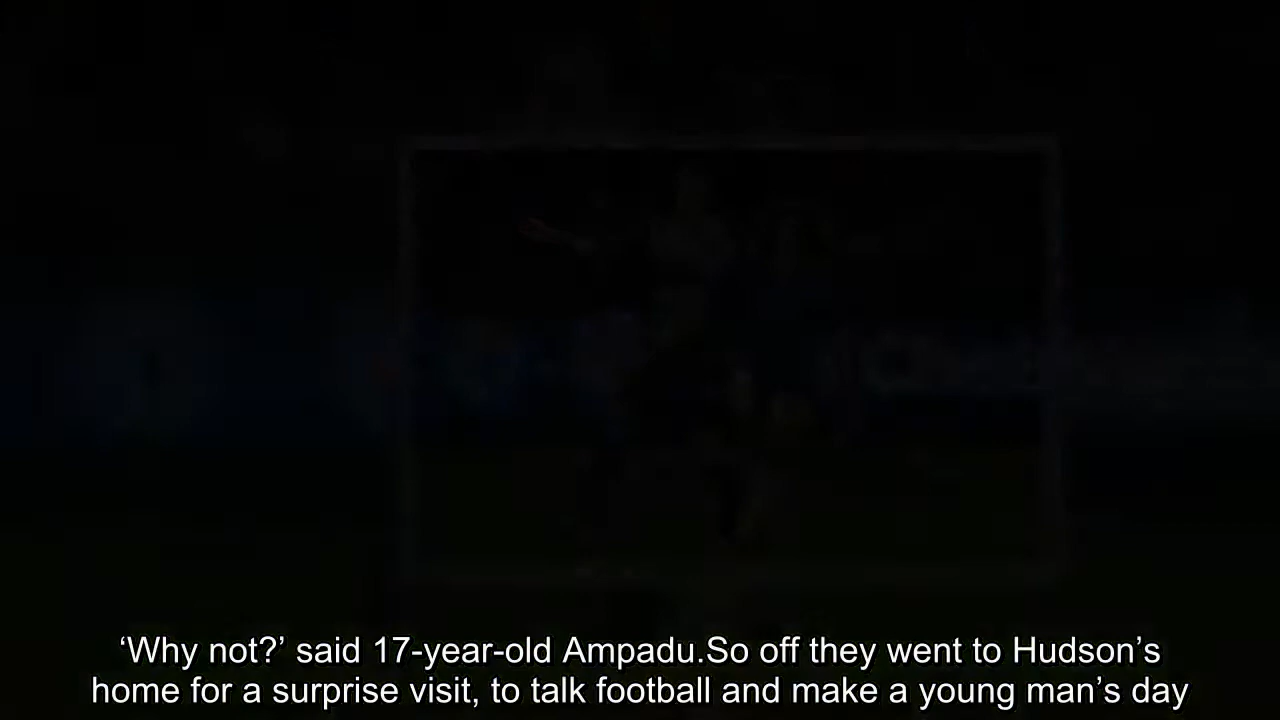 ‘Why not?’ said 17-year-old Ampadu.So off they went to Hudson’s
home for a surprise visit, to talk football and make a young man’s day